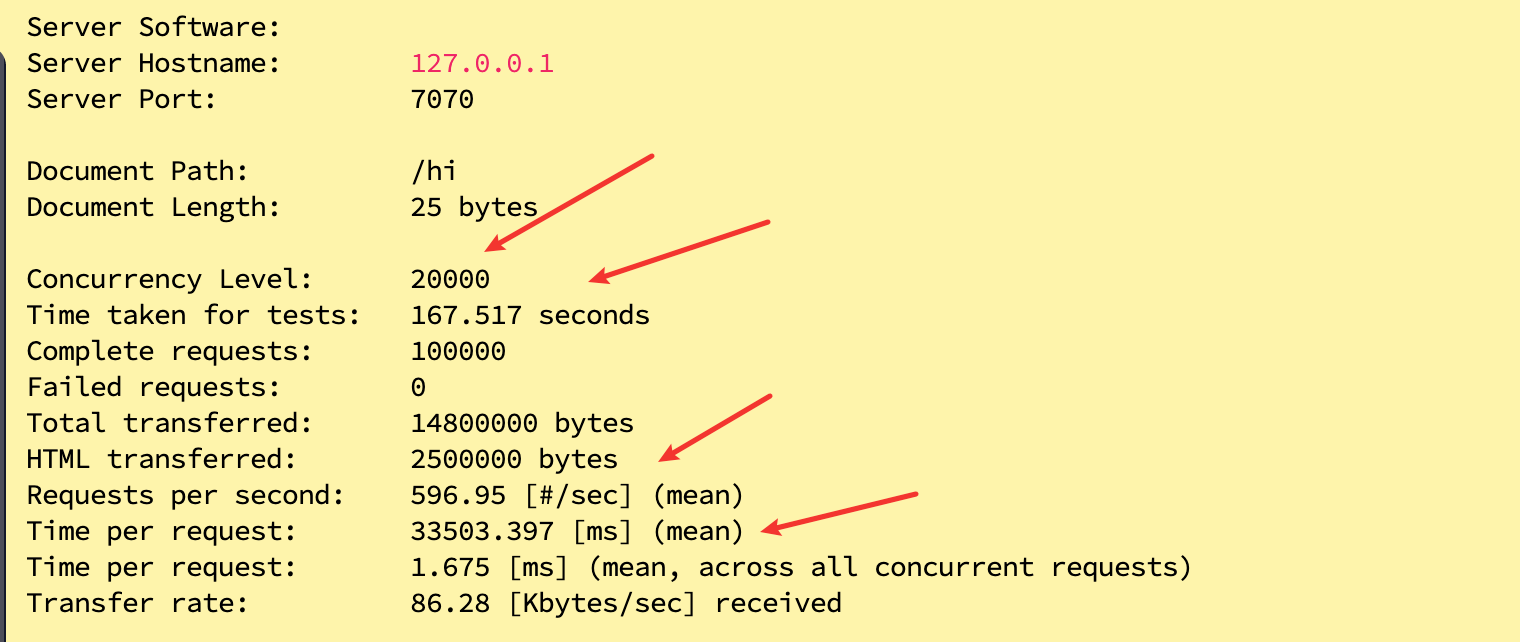 Server Software:
Server Hostname: 127.0.0.1
Server Port: 7070
Document Path: /hi
Document Length: 25 bytes
Concurrency Level: 20000
Time taken for tests: 167.517 seconds
Complete requests: 100000
Failed requests: 0
Total transferred: 14800000 bytes
HTML transferred: 2500000 bytes
Requests per second: 596.95 [#/sec] (mean)
Time per request: 33503.397 [ms] (mean)
Time per request: 1.675 [ms] (mean, across all concurrent requests)
Transfer rate: 86.28 [Kbytes/sec] received